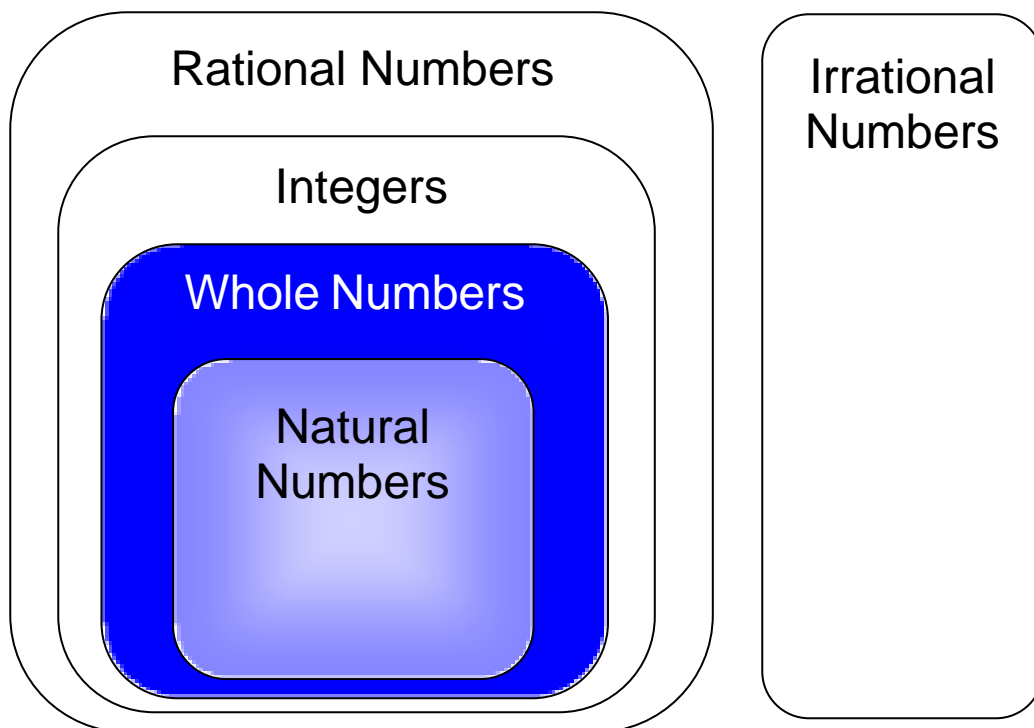 Rational Numbers
Irrational
Numbers
Integers
Whole Numbers
Natural
Numbers